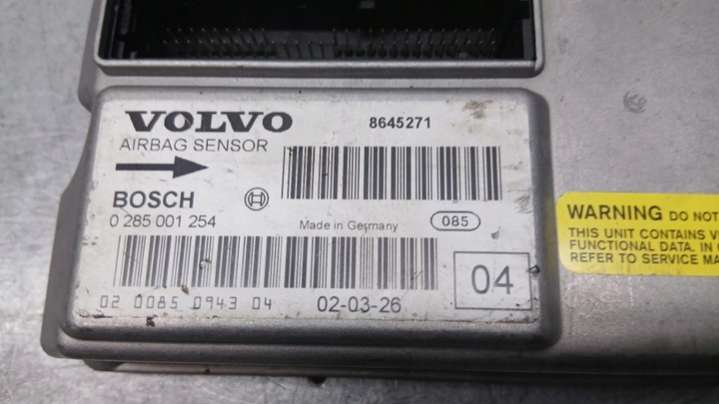 VOLVO
8645271
AIRBAG SENSOR
BOSCH
0 285 001 254
Made in Germany
085
02 0085 0943 04
02-03-26
04
WARNING DO NOT
THIS UNIT CONTAINS
FUNCTIONAL DATA. IN
REFER TO SERVICE